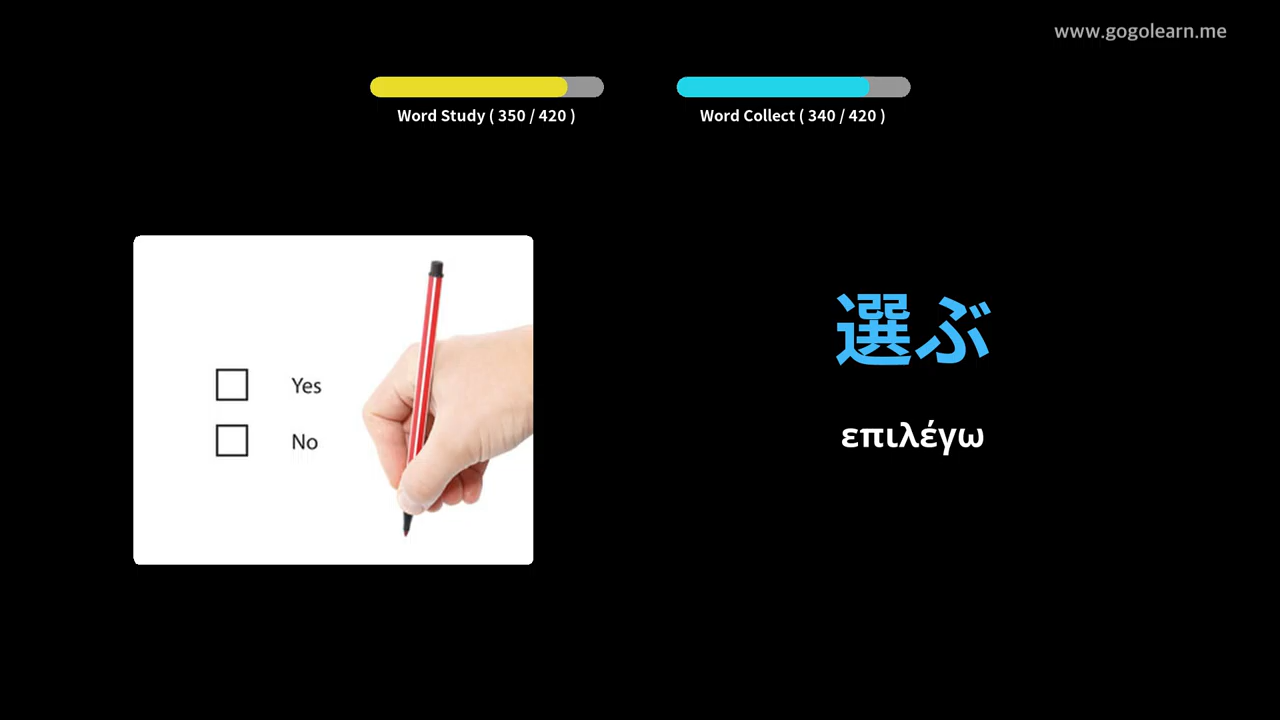 www.gogolearn.me
Word Study ( 350 / 420 )
Word Collect ( 340 / 420 )
Yes
No
選ぶ
επιλέγω